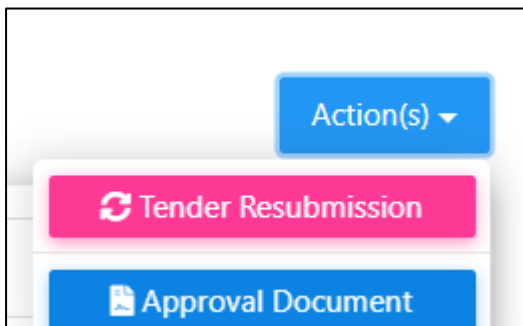 Action(s)
Tender Resubmission
Approval Document